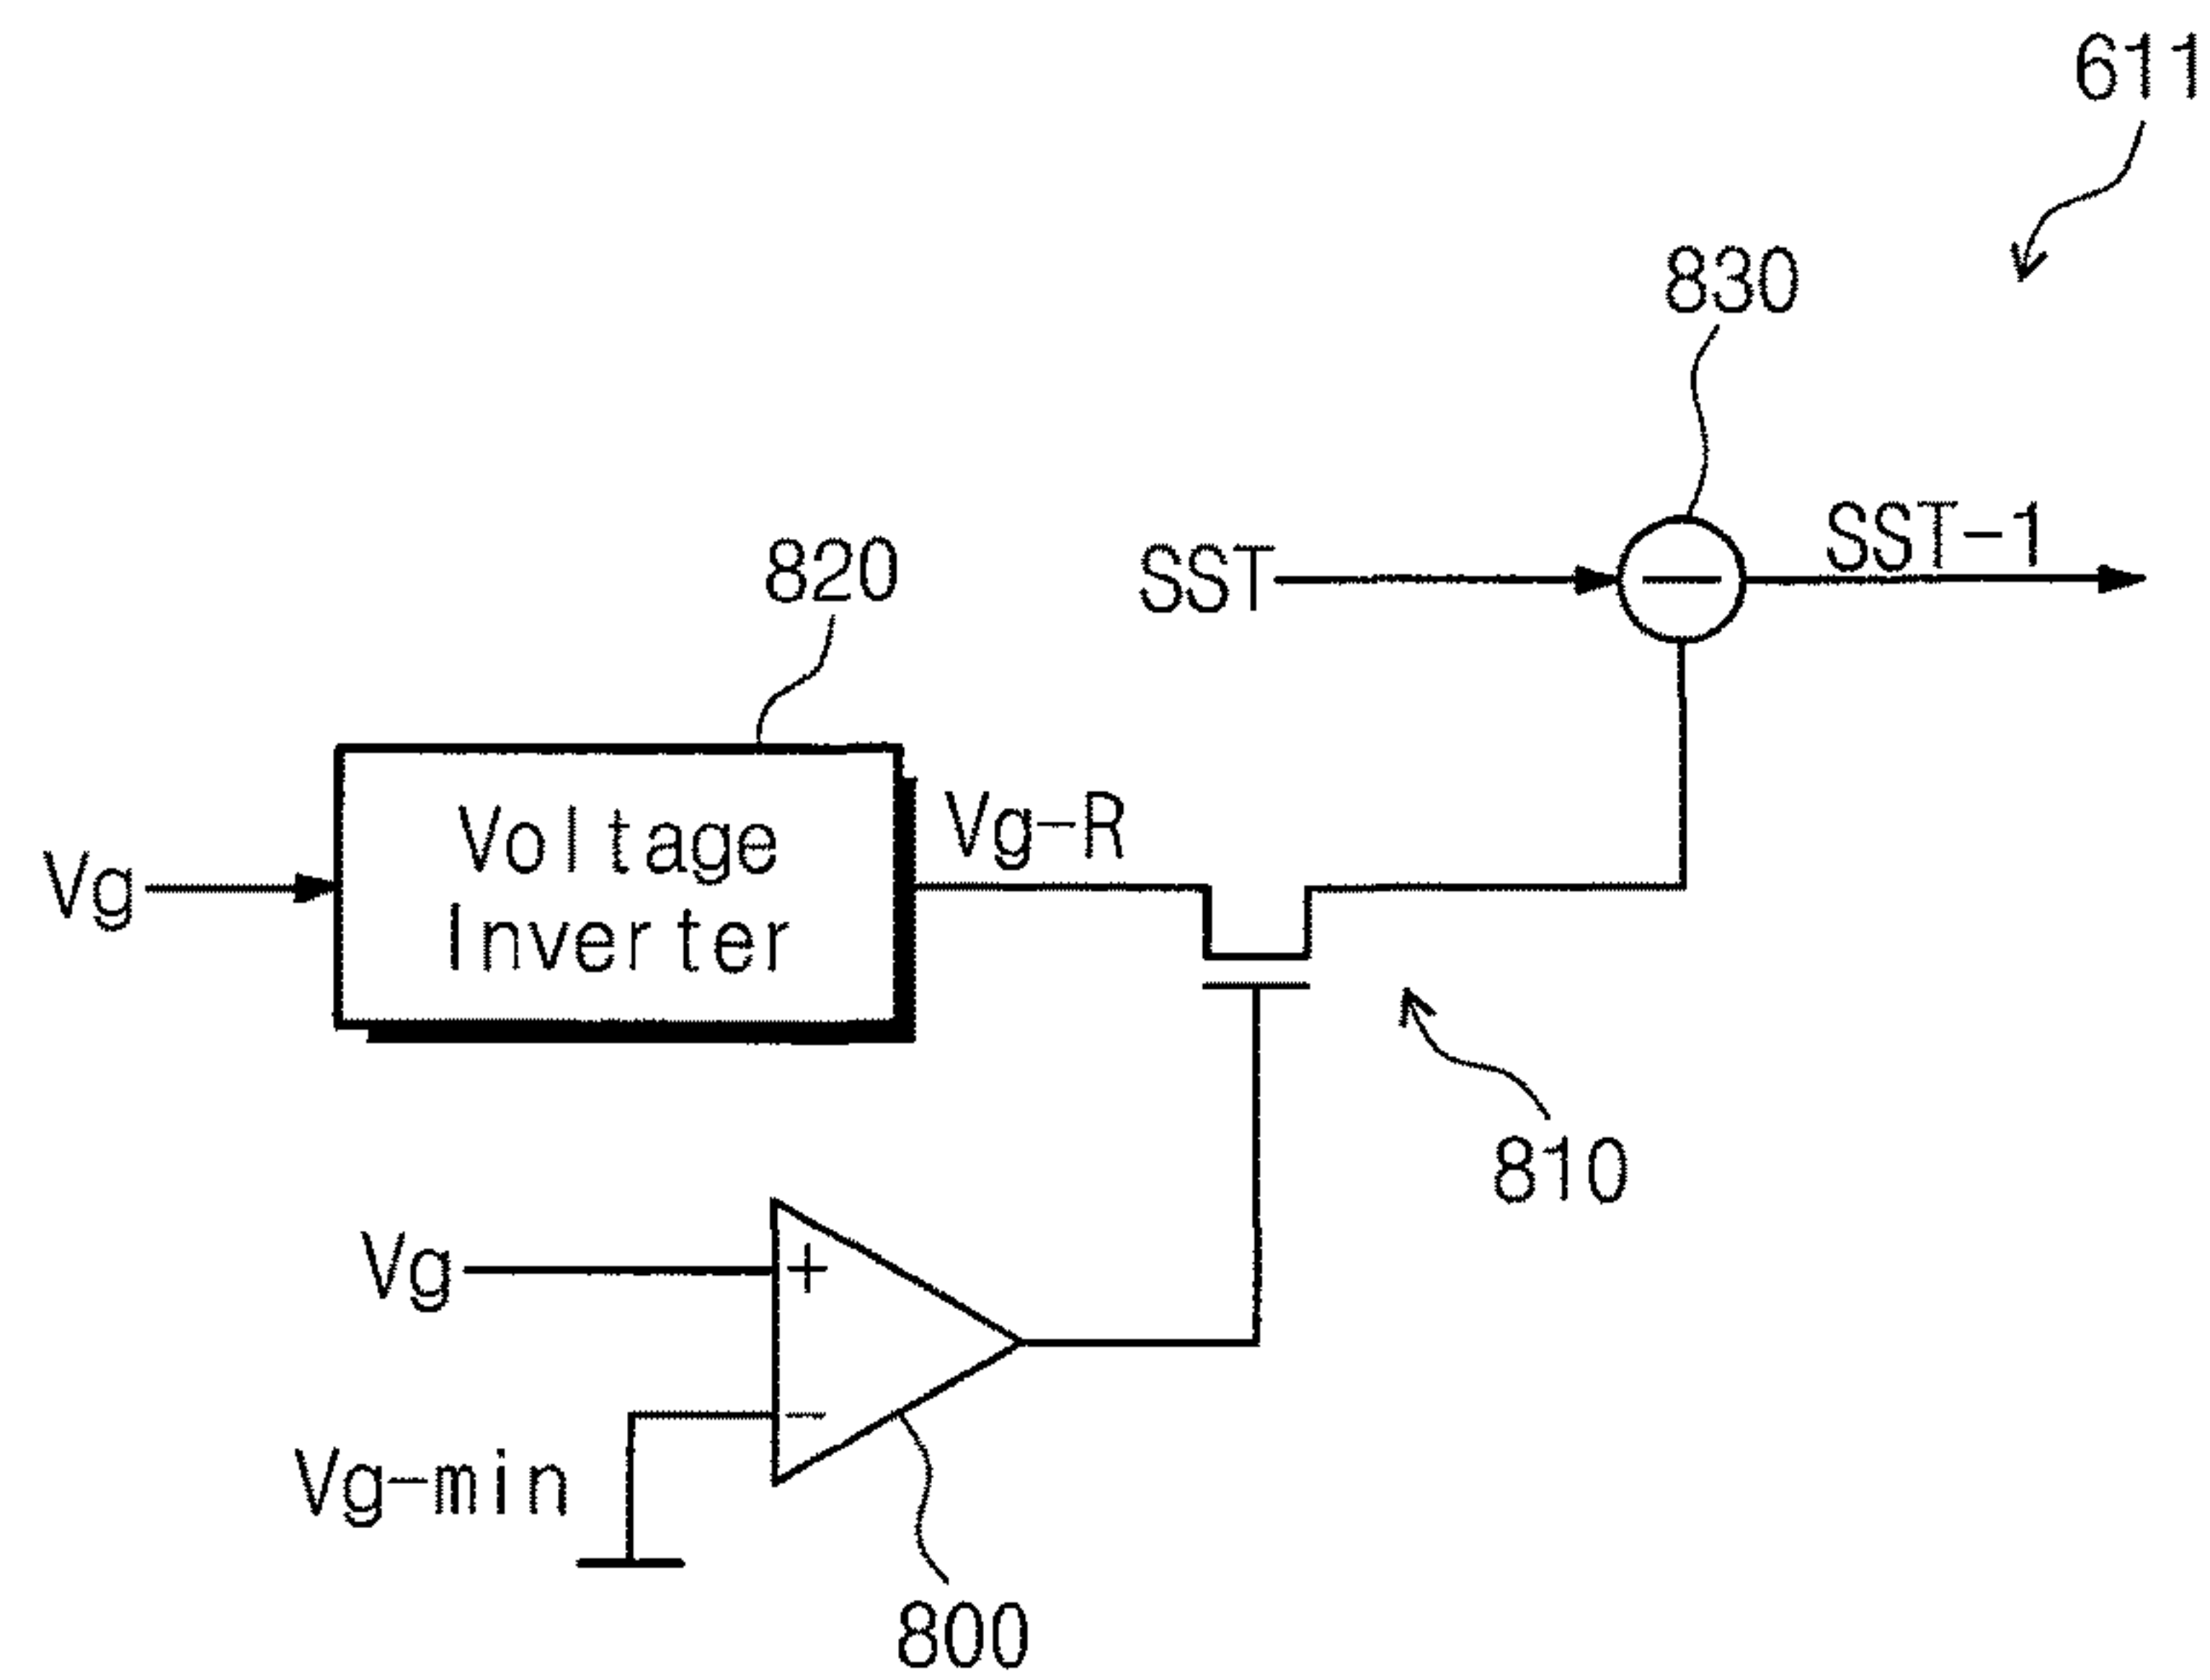 611
830
SST-1
SST
820
Voltage
Inverter
Vg-R
Vg
810
Vg
+
−
Vg-min
800